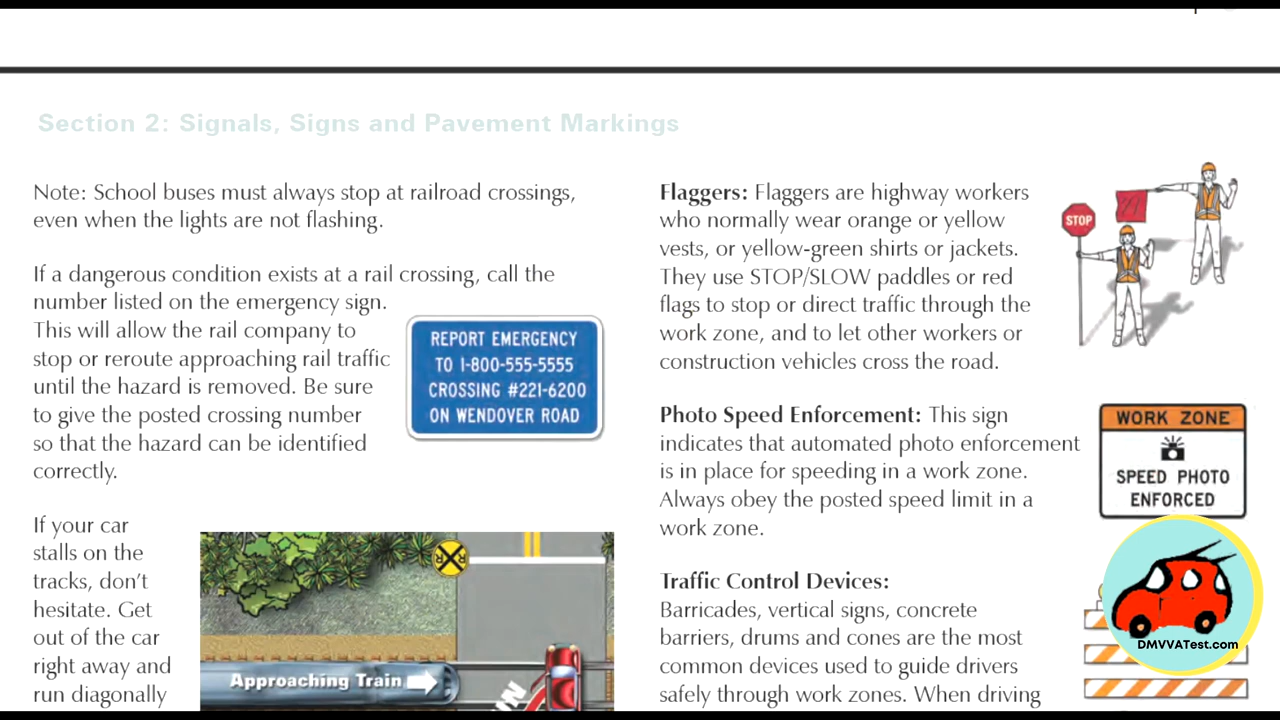 Section 2: Signals, Signs and Pavement Markings
Note: School buses must always stop at railroad crossings,
even when the lights are not flashing.
If a dangerous condition exists at a rail crossing, call the
number listed on the emergency sign.
This will allow the rail company to
stop or reroute approaching rail traffic
until the hazard is removed. Be sure
to give the posted crossing number
so that the hazard can be identified
correctly.
REPORT EMERGENCY
TO 1-800-555-5555
CROSSING #221-6200
ON WENDOVER ROAD
If your car
stalls on the
tracks, don't
hesitate. Get
out of the car
right away and
run diagonally
R R
Approaching Train
Flaggers: Flaggers are highway workers
who normally wear orange or yellow
vests, or yellow-green shirts or jackets.
They use STOP/SLOW paddles or red
flags to stop or direct traffic through the
work zone, and to let other workers or
construction vehicles cross the road.
STOP
Photo Speed Enforcement: This sign
indicates that automated photo enforcement
is in place for speeding in a work zone.
Always obey the posted speed limit in a
work zone.
WORK ZONE
SPEED PHOTO
ENFORCED
Traffic Control Devices:
Barricades, vertical signs, concrete
barriers, drums and cones are the most
common devices used to guide drivers
safely through work zones. When driving
DMVVATest.com